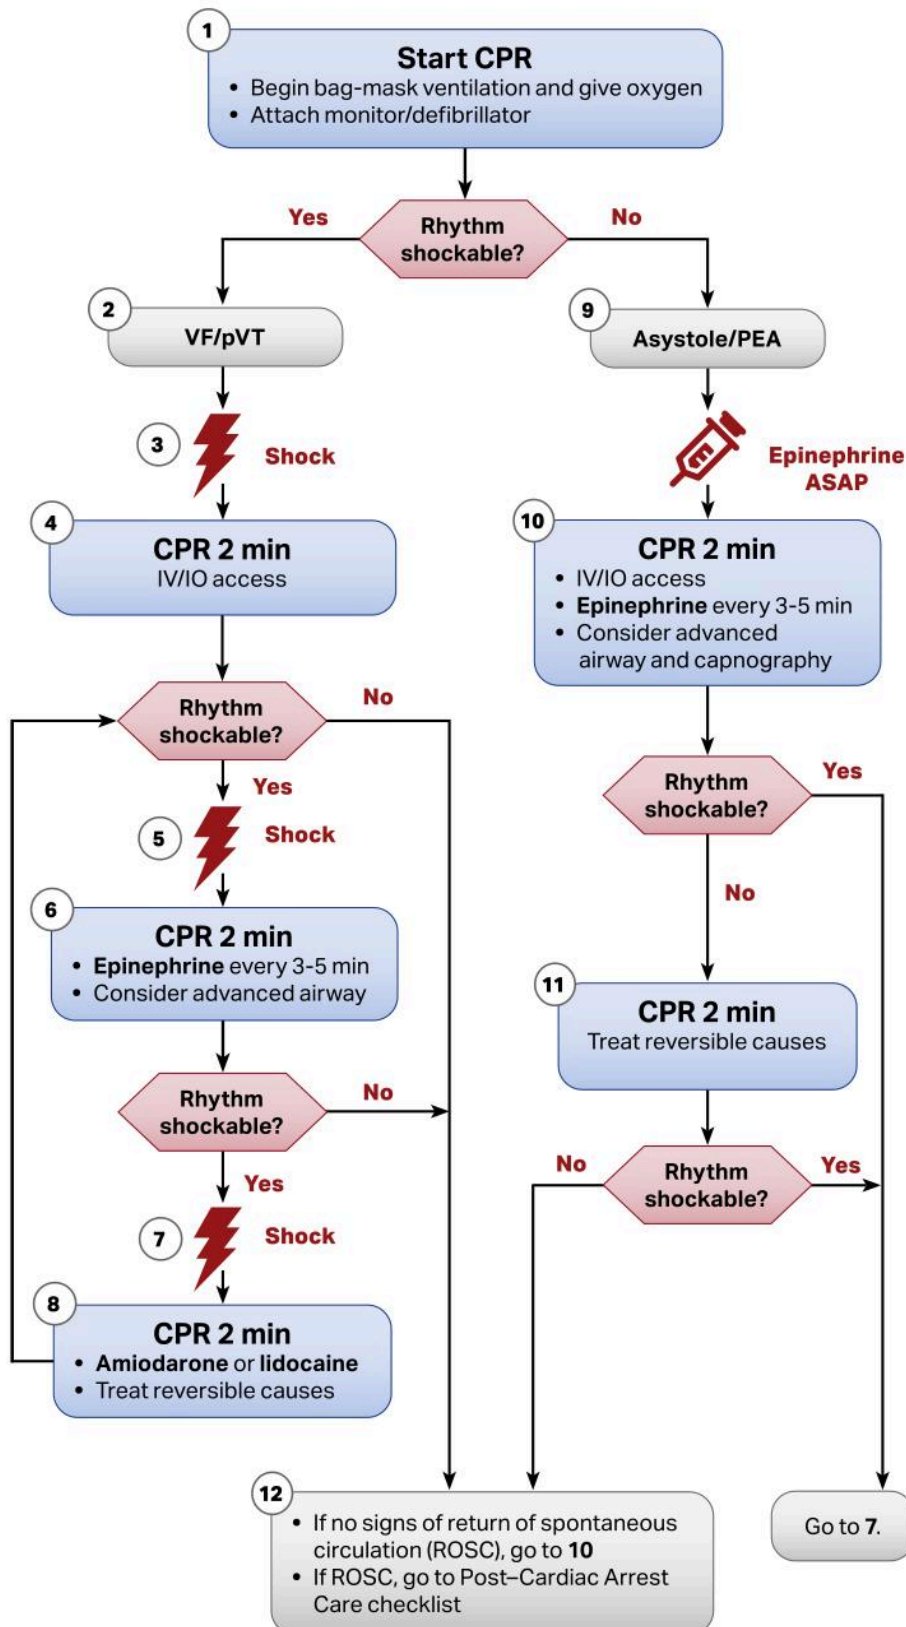 1
Start CPR
• Begin bag-mask ventilation and give oxygen
• Attach monitor/defibrillator
Rhythm
shockable?
Yes
No
2
VF/pVT
3
Shock
4
CPR 2 min
IV/IO access
Rhythm
shockable?
No
Yes
5
Shock
6
CPR 2 min
• Epinephrine every 3-5 min
• Consider advanced airway
Rhythm
shockable?
No
Yes
7
Shock
8
CPR 2 min
• Amiodarone or lidocaine
• Treat reversible causes
9
Asystole/PEA
Epinephrine
ASAP
10
CPR 2 min
• IV/IO access
• Epinephrine every 3-5 min
• Consider advanced
airway and capnography
Rhythm
shockable?
Yes
No
11
CPR 2 min
Treat reversible causes
Rhythm
shockable?
No
Yes
12
• If no signs of return of spontaneous
circulation (ROSC), go to 10
• If ROSC, go to Post–Cardiac Arrest
Care checklist
Go to 7.